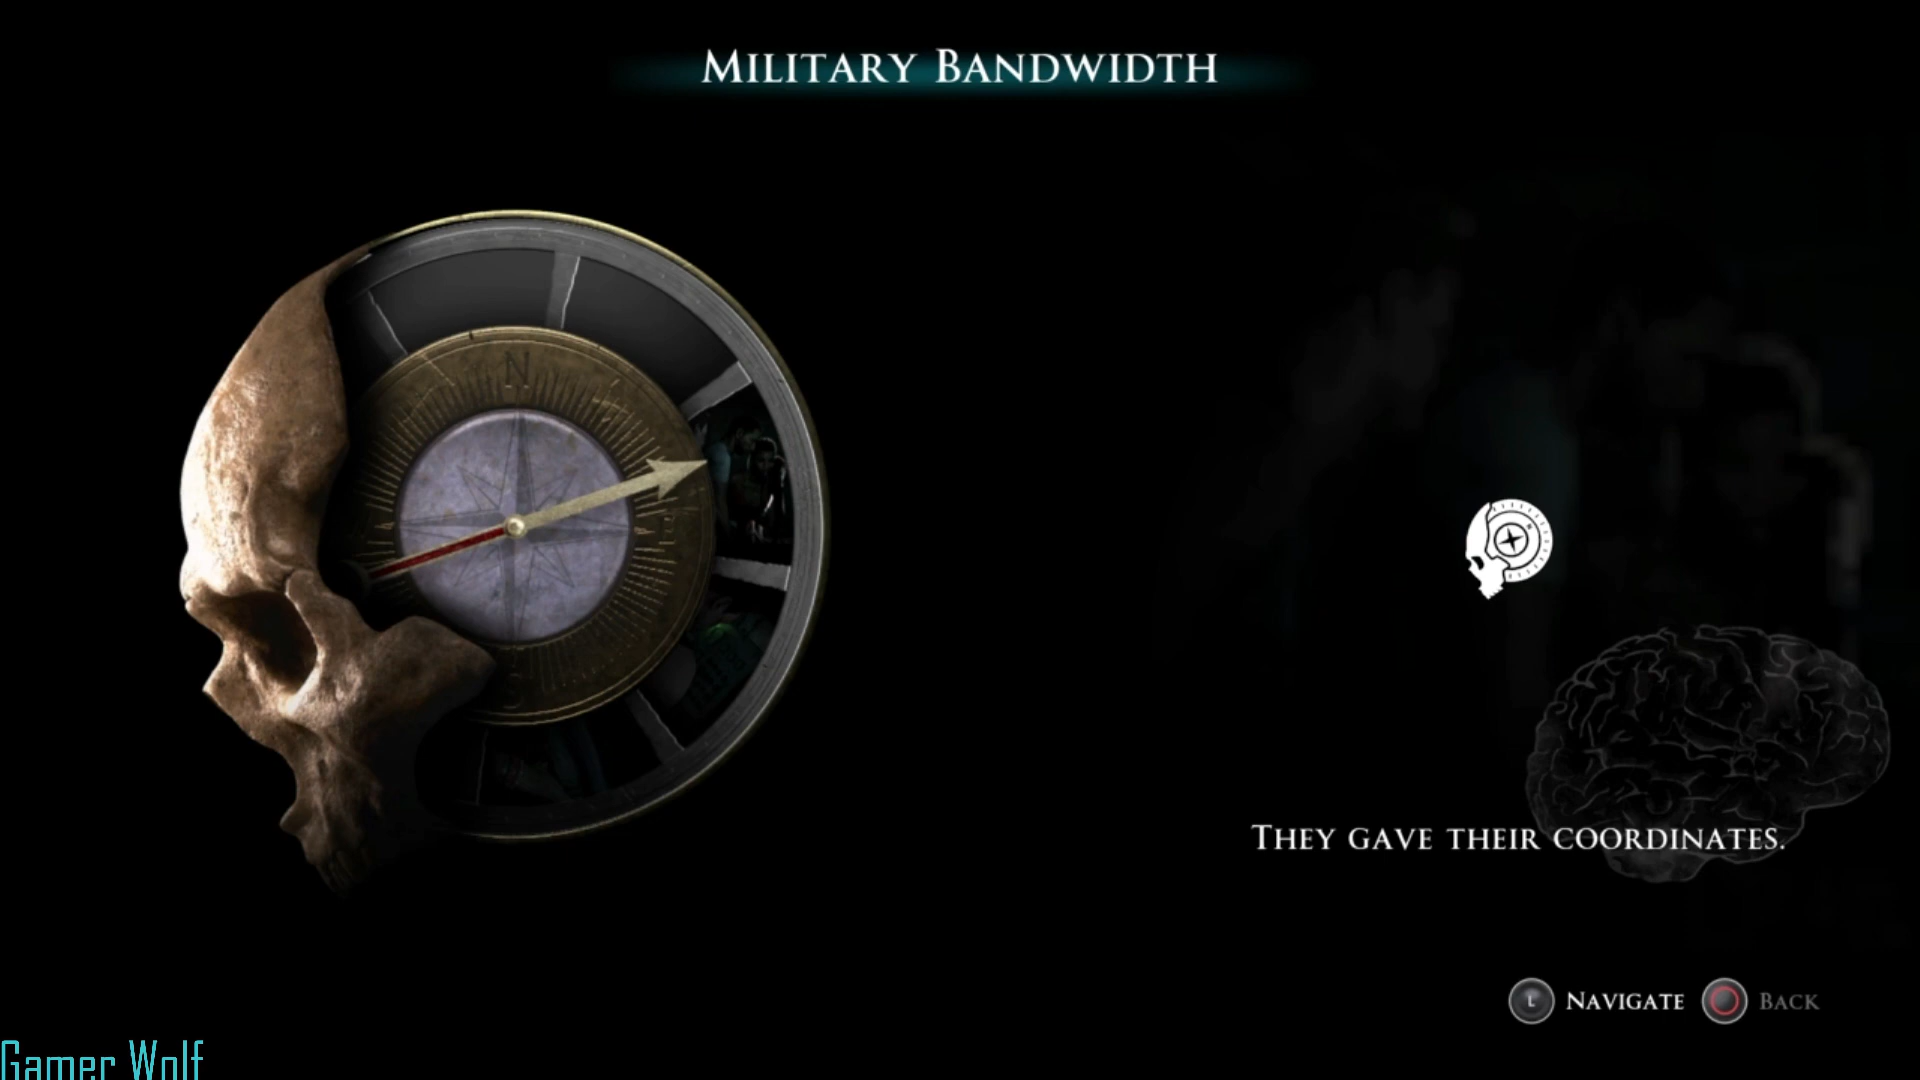 Military Bandwidth
N
E
S
They gave their coordinates.
L Navigate Back
Gamer Wolf